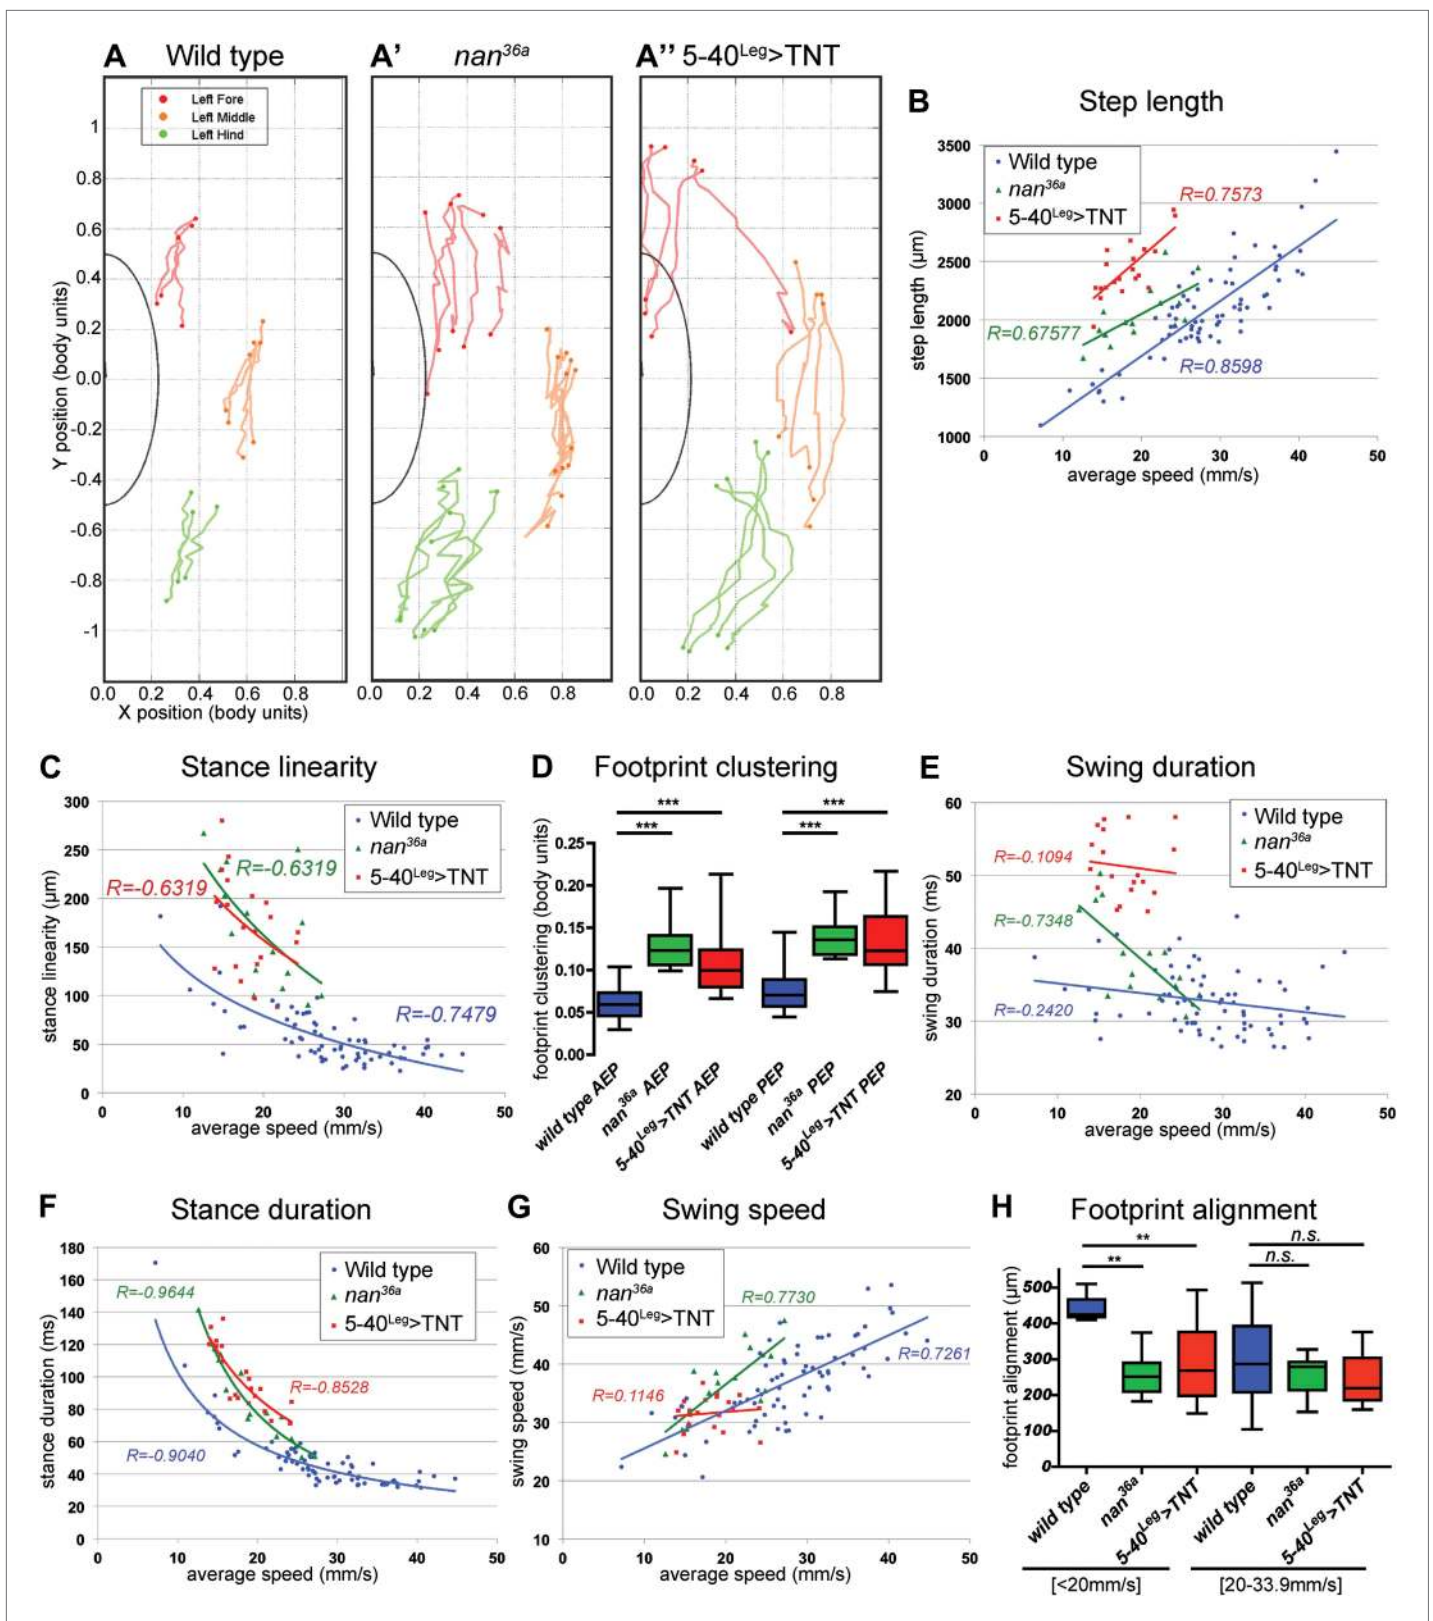 A Wild type
A' nan36a
A'' 5-40Leg>TNT
Left Fore
Left Middle
Left Hind
Y position (body units)
1
0.8
0.6
0.4
0.2
0.0
-0.2
-0.4
-0.6
-0.8
-1
0.0 0.2 0.4 0.6 0.8
0.0 0.2 0.4 0.6 0.8
0.0 0.2 0.4 0.6 0.8
X position (body units)
B Step length
Wild type
nan36a
5-40Leg>TNT
R=0.7573
R=0.67577
R=0.8598
step length (µm)
3500
3000
2500
2000
1500
1000
0 10 20 30 40 50
average speed (mm/s)
C Stance linearity
Wild type
nan36a
5-40Leg>TNT
R=-0.6319
R=-0.6319
R=-0.7479
stance linearity (µm)
300
250
200
150
100
50
0
0 10 20 30 40 50
average speed (mm/s)
D Footprint clustering
*** ***
*** ***
footprint clustering (body units)
0.25
0.20
0.15
0.10
0.05
0.00
wild type AEP
nan36a AEP
5-40Leg>TNT AEP
wild type PEP
nan36a PEP
5-40Leg>TNT PEP
E Swing duration
Wild type
nan36a
5-40Leg>TNT
R=-0.1094
R=-0.7348
R=-0.2420
swing duration (ms)
60
50
40
30
20
0 10 20 30 40 50
average speed (mm/s)
F Stance duration
Wild type
nan36a
5-40Leg>TNT
R=-0.9644
R=-0.8528
R=-0.9040
stance duration (ms)
180
160
140
120
100
80
60
40
20
0
0 10 20 30 40 50
average speed (mm/s)
G Swing speed
Wild type
nan36a
5-40Leg>TNT
R=0.7730
R=0.7261
R=0.1146
swing speed (mm/s)
60
50
40
30
20
10
0 10 20 30 40 50
average speed (mm/s)
H Footprint alignment
** n.s.
** n.s.
footprint alignment (µm)
500
400
300
200
100
0
wild type
nan36a
5-40Leg>TNT
wild type
nan36a
5-40Leg>TNT
[<20mm/s] [20-33.9mm/s]